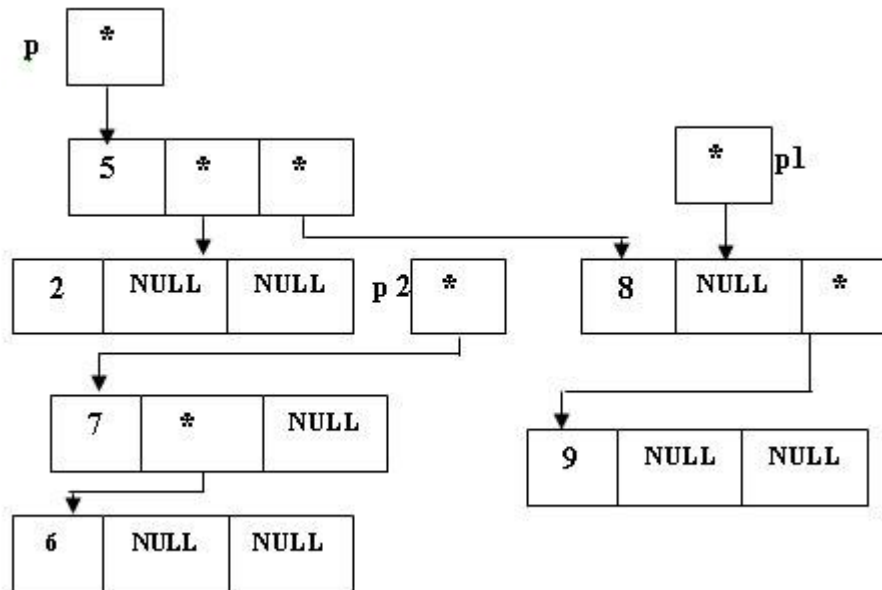 p *
5 * *
* p1
2 NULL NULL
p 2 *
8 NULL *
7 * NULL
9 NULL NULL
6 NULL NULL